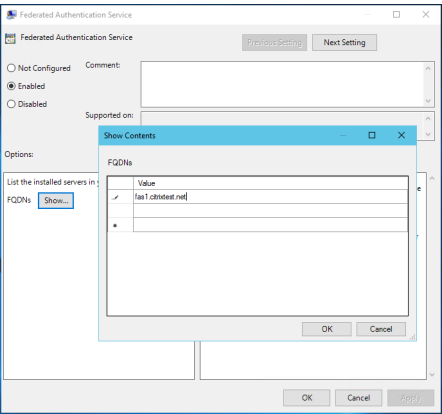 Federated Authentication Service
Federated Authentication Service
Previous Setting
Next Setting
Not Configured
Comment:
Enabled
Disabled
Supported on:
Options:
List the installed servers in
FQDNs
Show...
Show Contents
FQDNs
Value
fas1.citrixtest.net
OK
Cancel
OK
Cancel
Apply